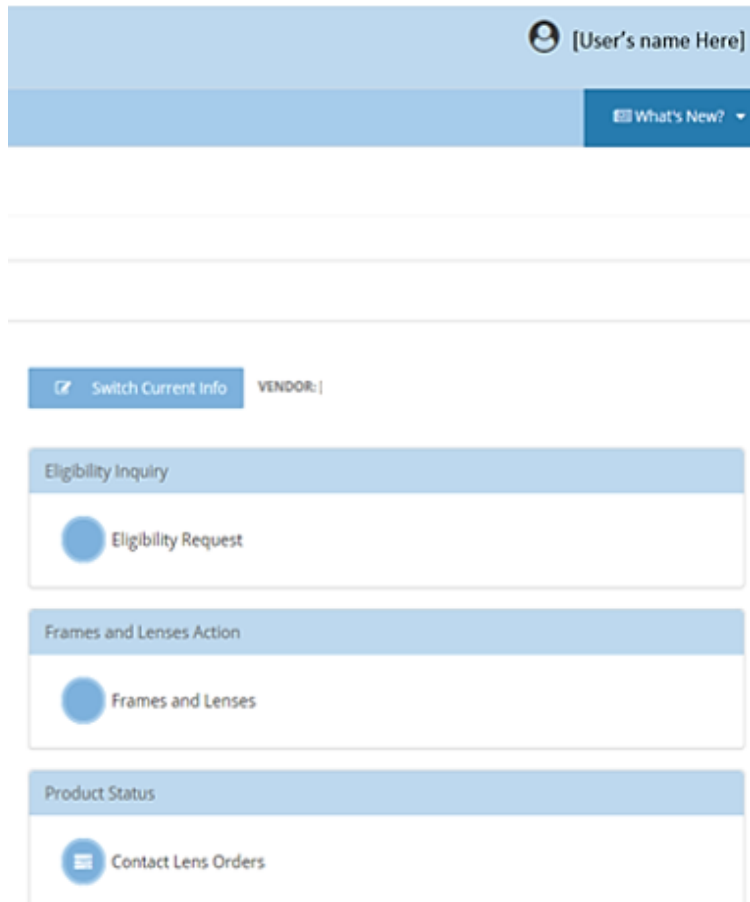 [User's name Here]
What's New?
Switch Current Info VENDOR:
Eligibility Inquiry
Eligibility Request
Frames and Lenses Action
Frames and Lenses
Product Status
Contact Lens Orders